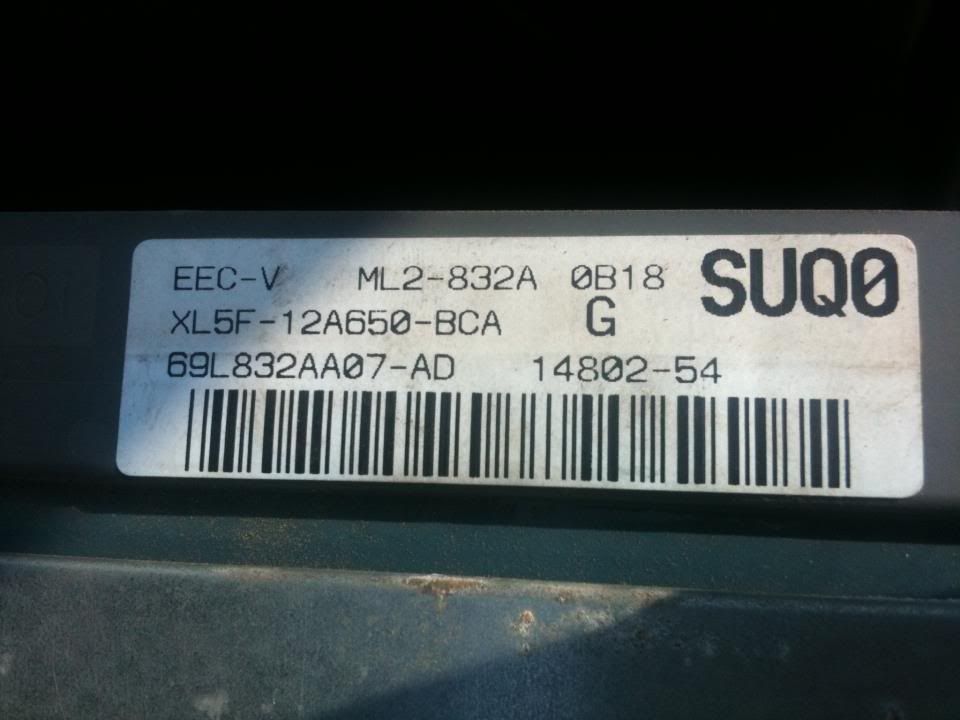 EEC-V ML2-832A 0B18 SUQ0
XL5F-12A650-BCA G
69L832AA07-AD 14802-54